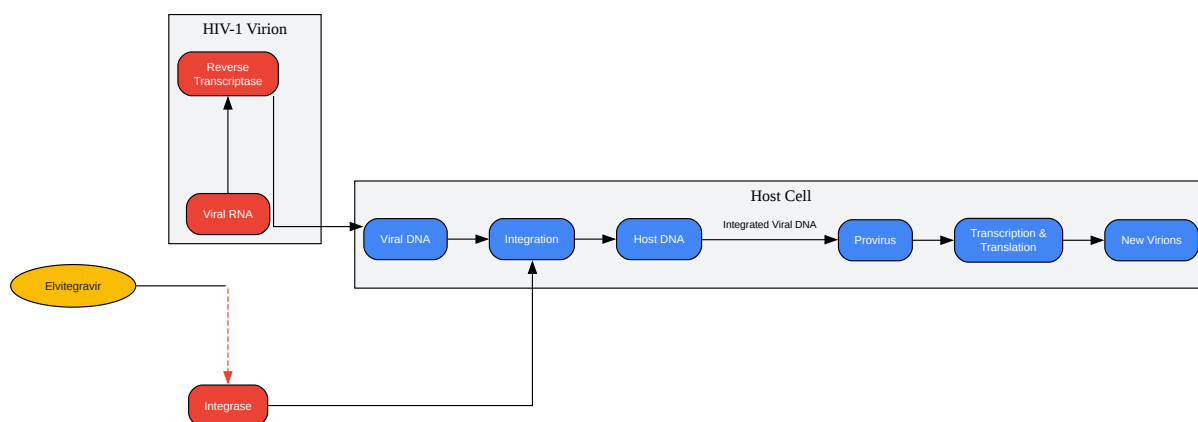 HIV-1 Virion
Reverse
Transcriptase
Viral RNA
Host Cell
Viral DNA
Integration
Host DNA
Integrated Viral DNA
Provirus
Transcription &
Translation
New Virions
Elvitegravir
Integrase